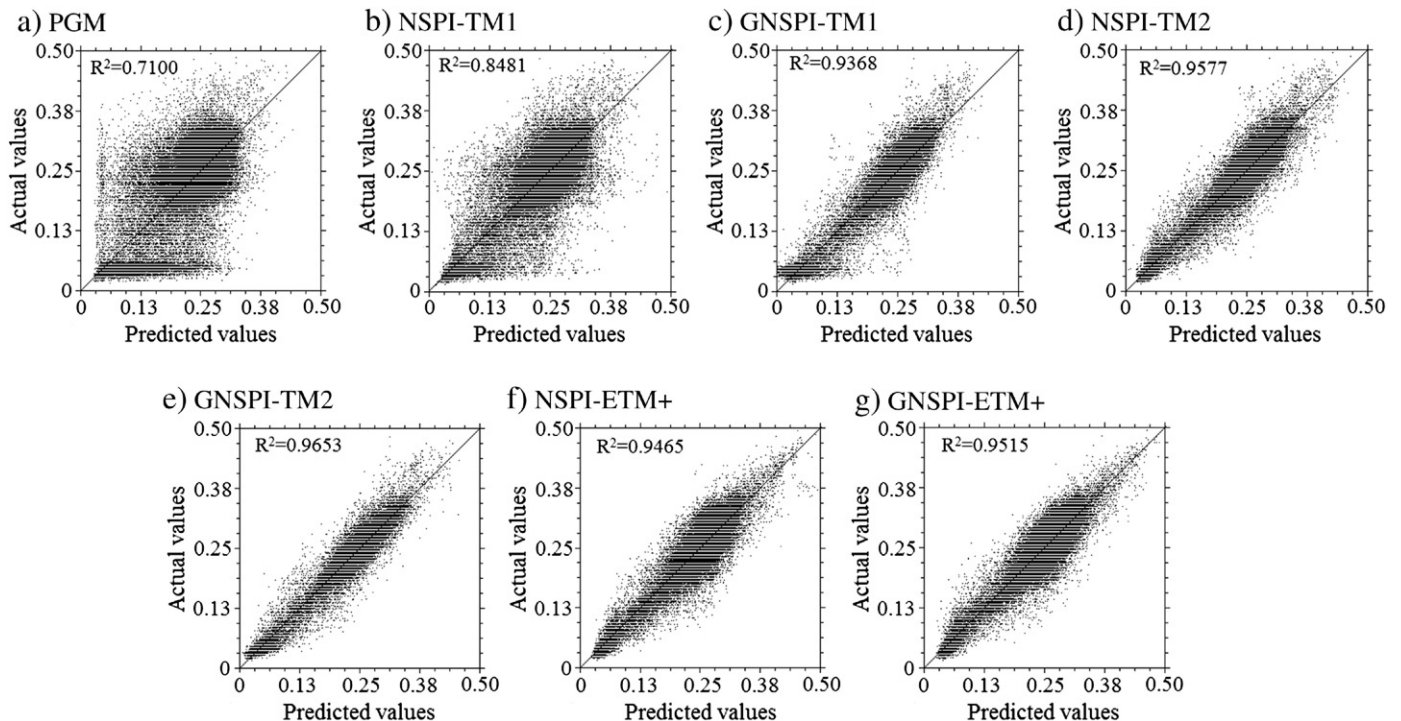 a) PGM
b) NSPI-TM1
c) GNSPI-TM1
d) NSPI-TM2
0.50
0.38
0.25
0.13
0
Actual values
R²=0.7100
0 0.13 0.25 0.38 0.50
Predicted values
0.50
0.38
0.25
0.13
0
Actual values
R²=0.8481
0 0.13 0.25 0.38 0.50
Predicted values
0.50
0.38
0.25
0.13
0
Actual values
R²=0.9368
0 0.13 0.25 0.38 0.50
Predicted values
0.50
0.38
0.25
0.13
0
Actual values
R²=0.9577
0 0.13 0.25 0.38 0.50
Predicted values
e) GNSPI-TM2
f) NSPI-ETM+
g) GNSPI-ETM+
0.50
0.38
0.25
0.13
0
Actual values
R²=0.9653
0 0.13 0.25 0.38 0.50
Predicted values
0.50
0.38
0.25
0.13
0
Actual values
R²=0.9465
0 0.13 0.25 0.38 0.50
Predicted values
0.50
0.38
0.25
0.13
0
Actual values
R²=0.9515
0 0.13 0.25 0.38 0.50
Predicted values